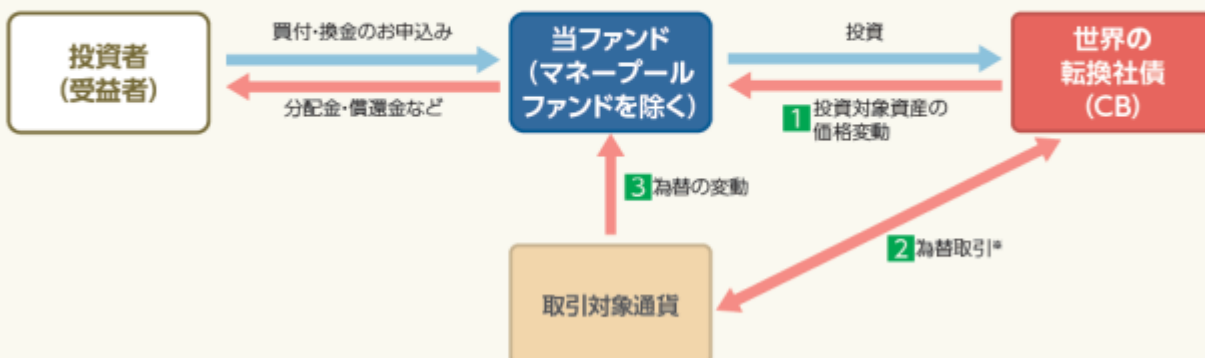 投資者
(受益者)
買付・換金のお申込み
分配金・償還金など
当ファンド
(マネープール
ファンドを除く)
投資
1 投資対象資産の
価格変動
世界の
転換社債
(CB)
3 為替の変動
2 為替取引※
取引対象通貨